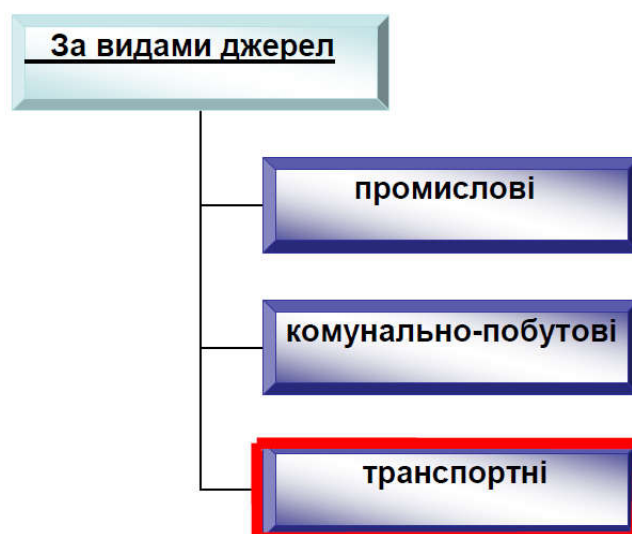 За видами джерел
промислові
комунально-побутові
транспортні